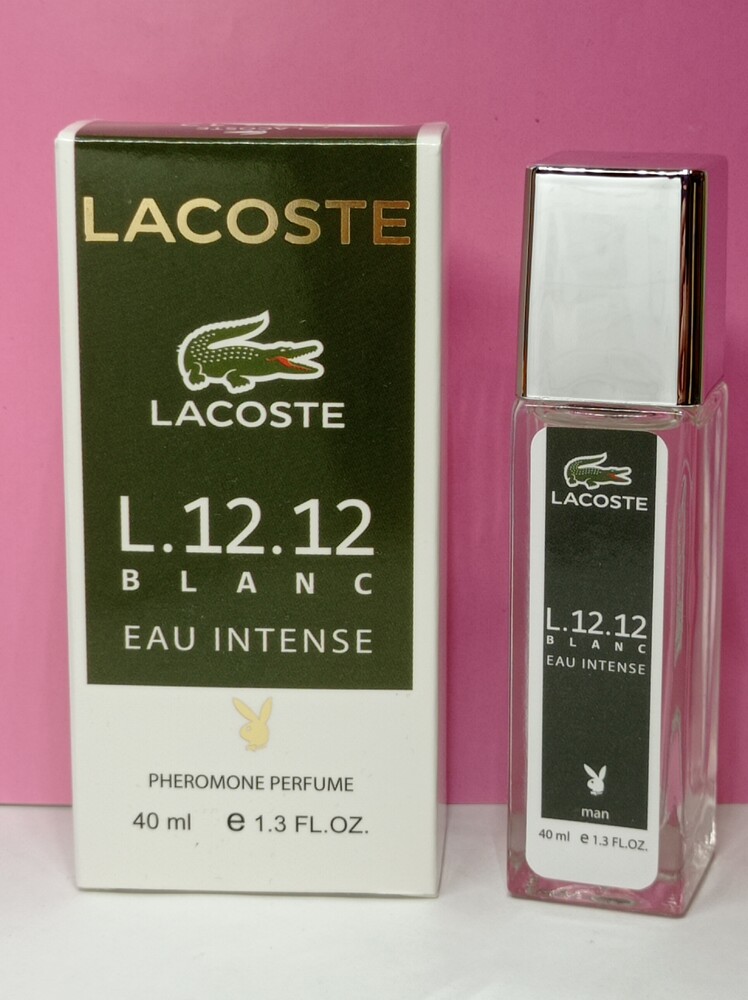 LACOSTE
LACOSTE
LACOSTE
L.12.12
BLANC
EAU INTENSE
PHEROMONE PERFUME
40 ml e 1.3 FL.OZ.
LACOSTE
L.12.12
BLANC
EAU INTENSE
man
40 ml e 1.3 FL.OZ.